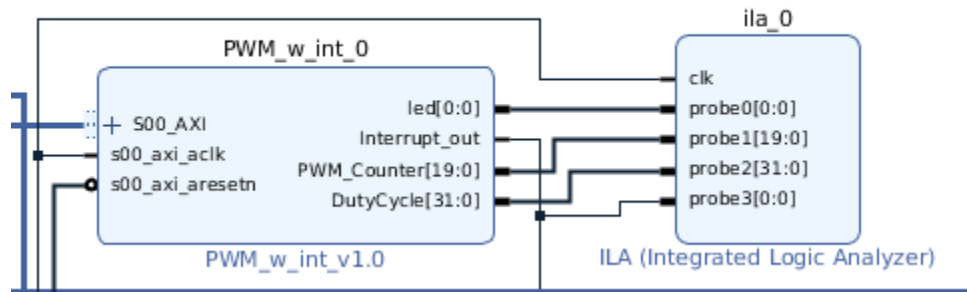 PWM_w_int_0
S00_AXI
s00_axi_aclk
s00_axi_aresetn
led[0:0]
Interrupt_out
PWM_Counter[19:0]
DutyCycle[31:0]
PWM_w_int_v1.0
ila_0
clk
probe0[0:0]
probe1[19:0]
probe2[31:0]
probe3[0:0]
ILA (Integrated Logic Analyzer)